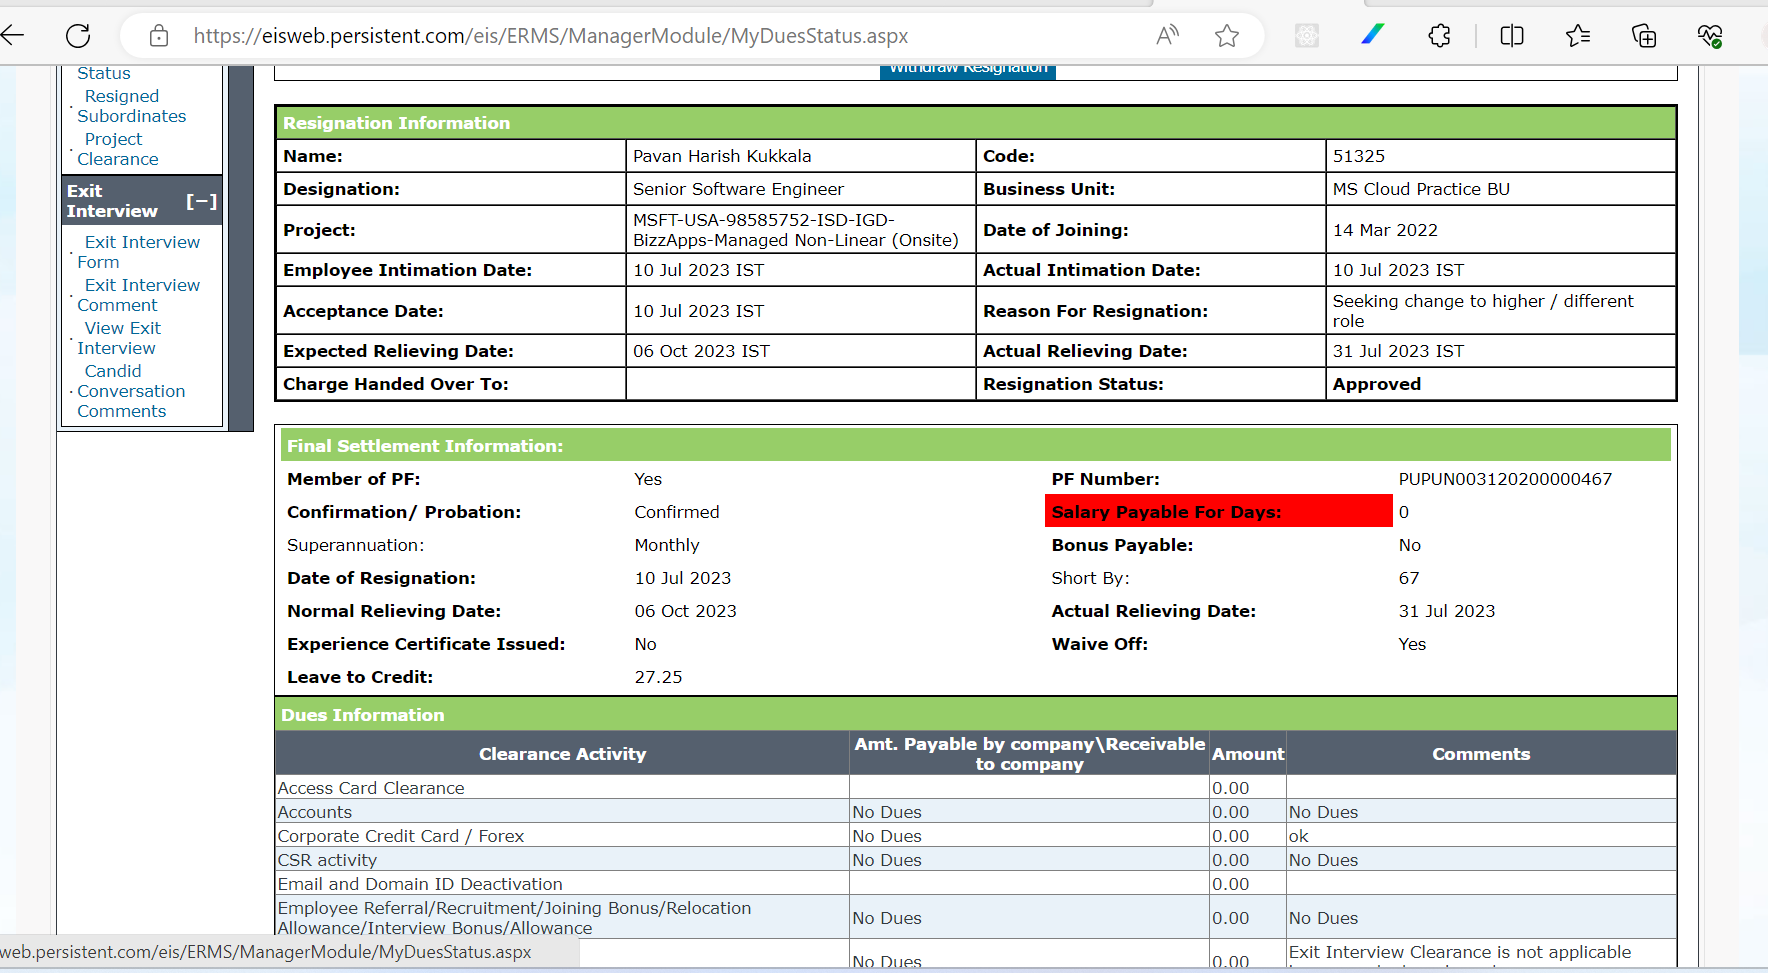 https://eisweb.persistent.com/eis/ERMS/ManagerModule/MyDuesStatus.aspx
Status
Resigned
Subordinates
Project
Clearance
Exit
Interview [−]
Exit Interview
Form
Exit Interview
Comment
View Exit
Interview
Candid
Conversation
Comments
Withdraw Resignation
Resignation Information
Name: Pavan Harish Kukkala Code: 51325
Designation: Senior Software Engineer Business Unit: MS Cloud Practice BU
Project: MSFT-USA-98585752-ISD-IGD-
BizzApps-Managed Non-Linear (Onsite) Date of Joining: 14 Mar 2022
Employee Intimation Date: 10 Jul 2023 IST Actual Intimation Date: 10 Jul 2023 IST
Acceptance Date: 10 Jul 2023 IST Reason For Resignation: Seeking change to higher / different
role
Expected Relieving Date: 06 Oct 2023 IST Actual Relieving Date: 31 Jul 2023 IST
Charge Handed Over To: Resignation Status: Approved
Final Settlement Information:
Member of PF: Yes PF Number: PUPUN003120200000467
Confirmation/ Probation: Confirmed Salary Payable For Days: 0
Superannuation: Monthly Bonus Payable: No
Date of Resignation: 10 Jul 2023 Short By: 67
Normal Relieving Date: 06 Oct 2023 Actual Relieving Date: 31 Jul 2023
Experience Certificate Issued: No Waive Off: Yes
Leave to Credit: 27.25
Dues Information
Clearance Activity Amt. Payable by company\Receivable
to company Amount Comments
Access Card Clearance 0.00
Accounts No Dues 0.00 No Dues
Corporate Credit Card / Forex No Dues 0.00 ok
CSR activity No Dues 0.00 No Dues
Email and Domain ID Deactivation 0.00
Employee Referral/Recruitment/Joining Bonus/Relocation
Allowance/Interview Bonus/Allowance No Dues 0.00 No Dues
No Dues 0.00 Exit Interview Clearance is not applicable
web.persistent.com/eis/ERMS/ManagerModule/MyDuesStatus.aspx